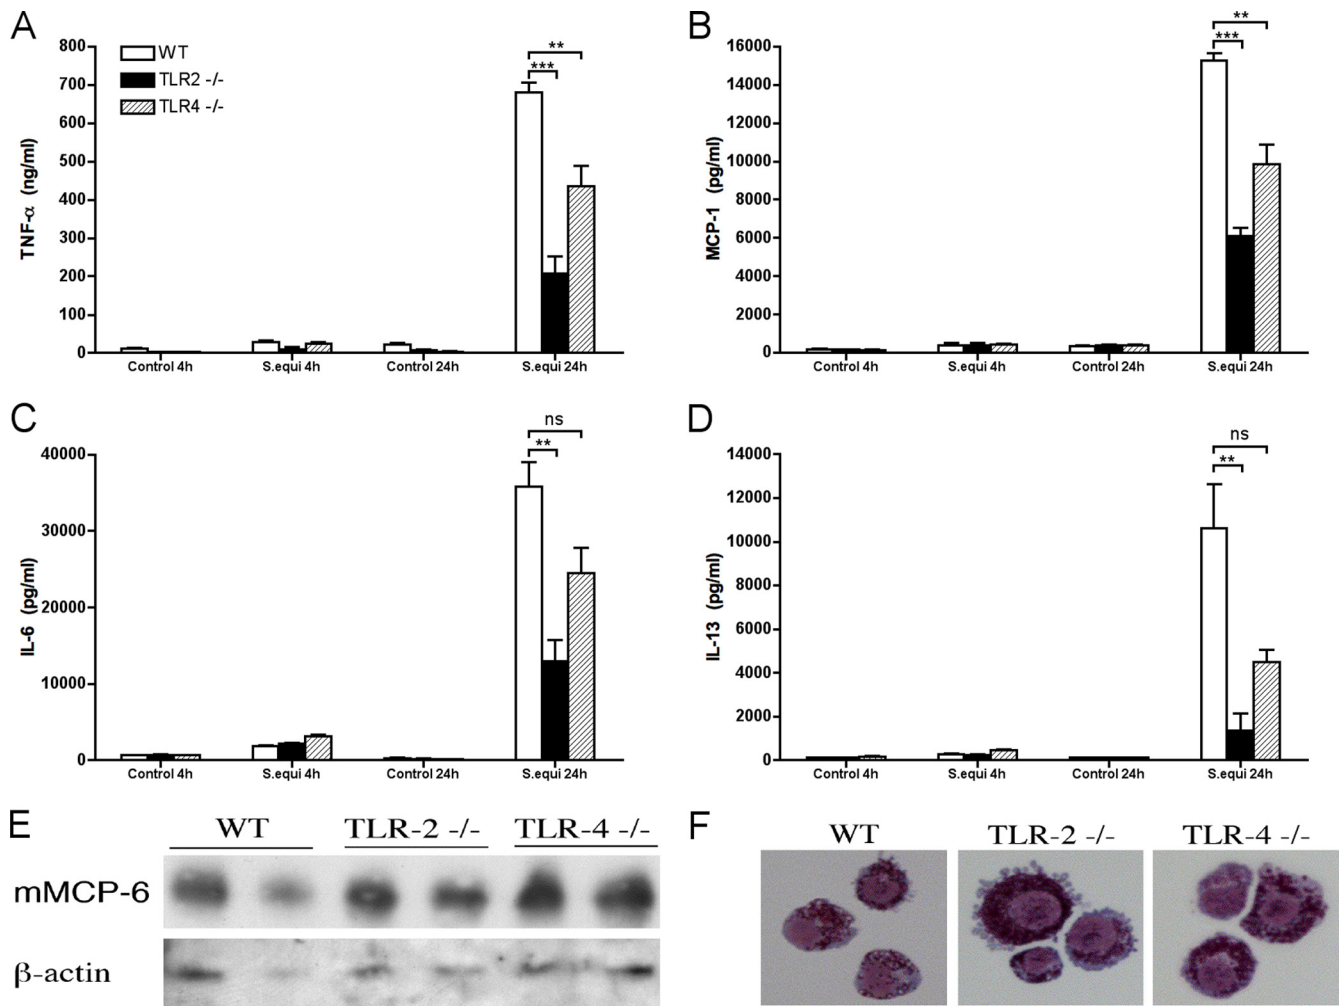 A
TNF-α (ng/ml)
800
700
600
500
400
300
200
100
0
WT
TLR2 -/-
TLR4 -/-
**
***
Control 4h
S.equi 4h
Control 24h
S.equi 24h
B
MCP-1 (pg/ml)
16000
14000
12000
10000
8000
6000
4000
2000
0
**
***
Control 4h
S.equi 4h
Control 24h
S.equi 24h
C
IL-6 (pg/ml)
40000
30000
20000
10000
0
ns
**
Control 4h
S.equi 4h
Control 24h
S.equi 24h
D
IL-13 (pg/ml)
14000
12000
10000
8000
6000
4000
2000
0
ns
**
Control 4h
S.equi 4h
Control 24h
S.equi 24h
E
WT TLR-2 -/- TLR-4 -/-
mMCP-6
β-actin
F
WT TLR-2 -/- TLR-4 -/-